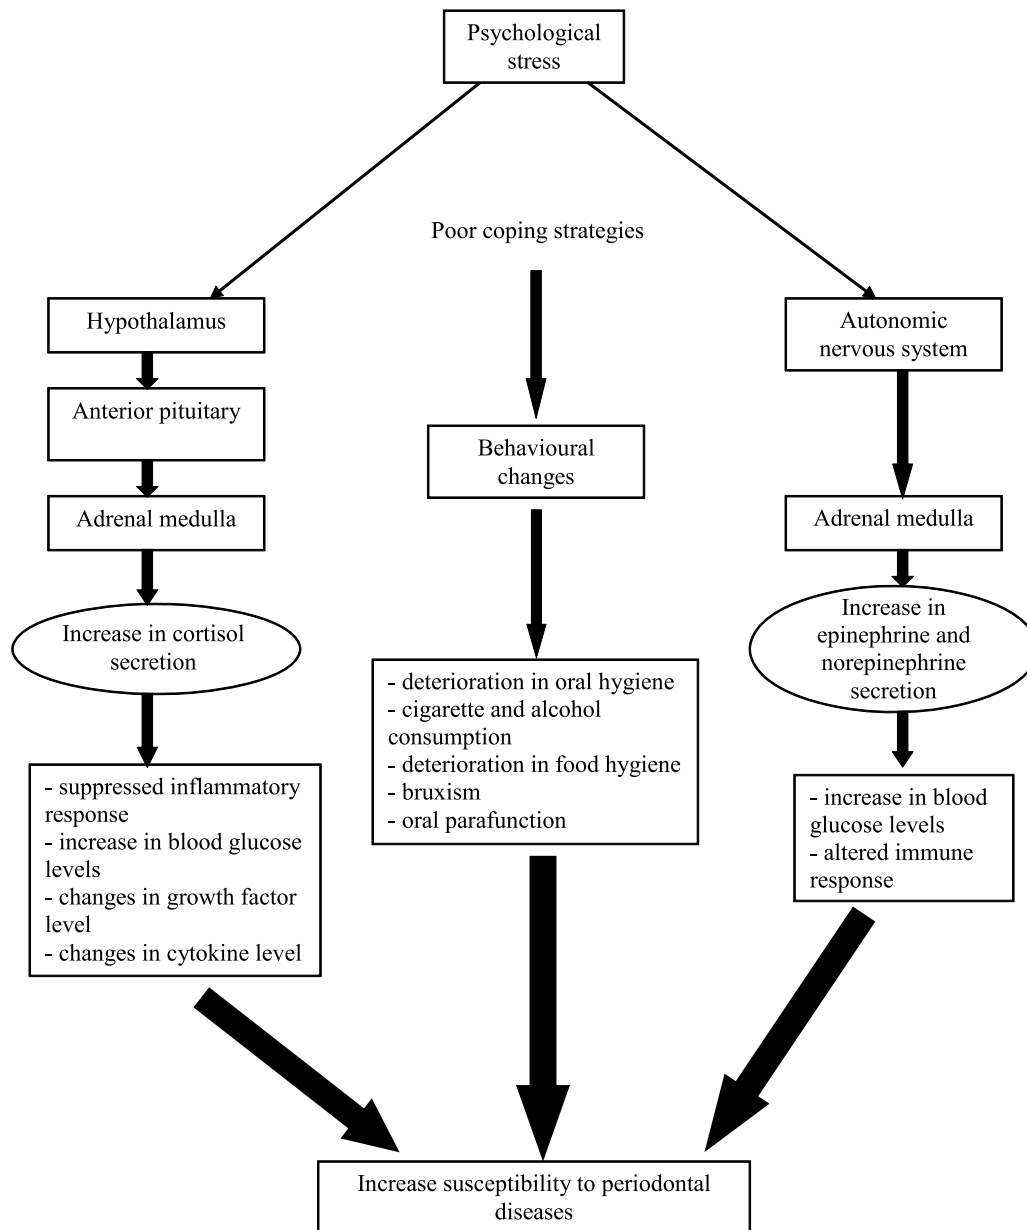 Psychological
stress
Poor coping strategies
Hypothalamus
Autonomic
nervous system
Anterior pituitary
Behavioural
changes
Adrenal medulla
Adrenal medulla
Increase in cortisol
secretion
Increase in
epinephrine and
norepinephrine
secretion
- deterioration in oral hygiene
- cigarette and alcohol
consumption
- deterioration in food hygiene
- bruxism
- oral parafunction
- suppressed inflammatory
response
- increase in blood glucose
levels
- changes in growth factor
level
- changes in cytokine level
- increase in blood
glucose levels
- altered immune
response
Increase susceptibility to periodontal
diseases